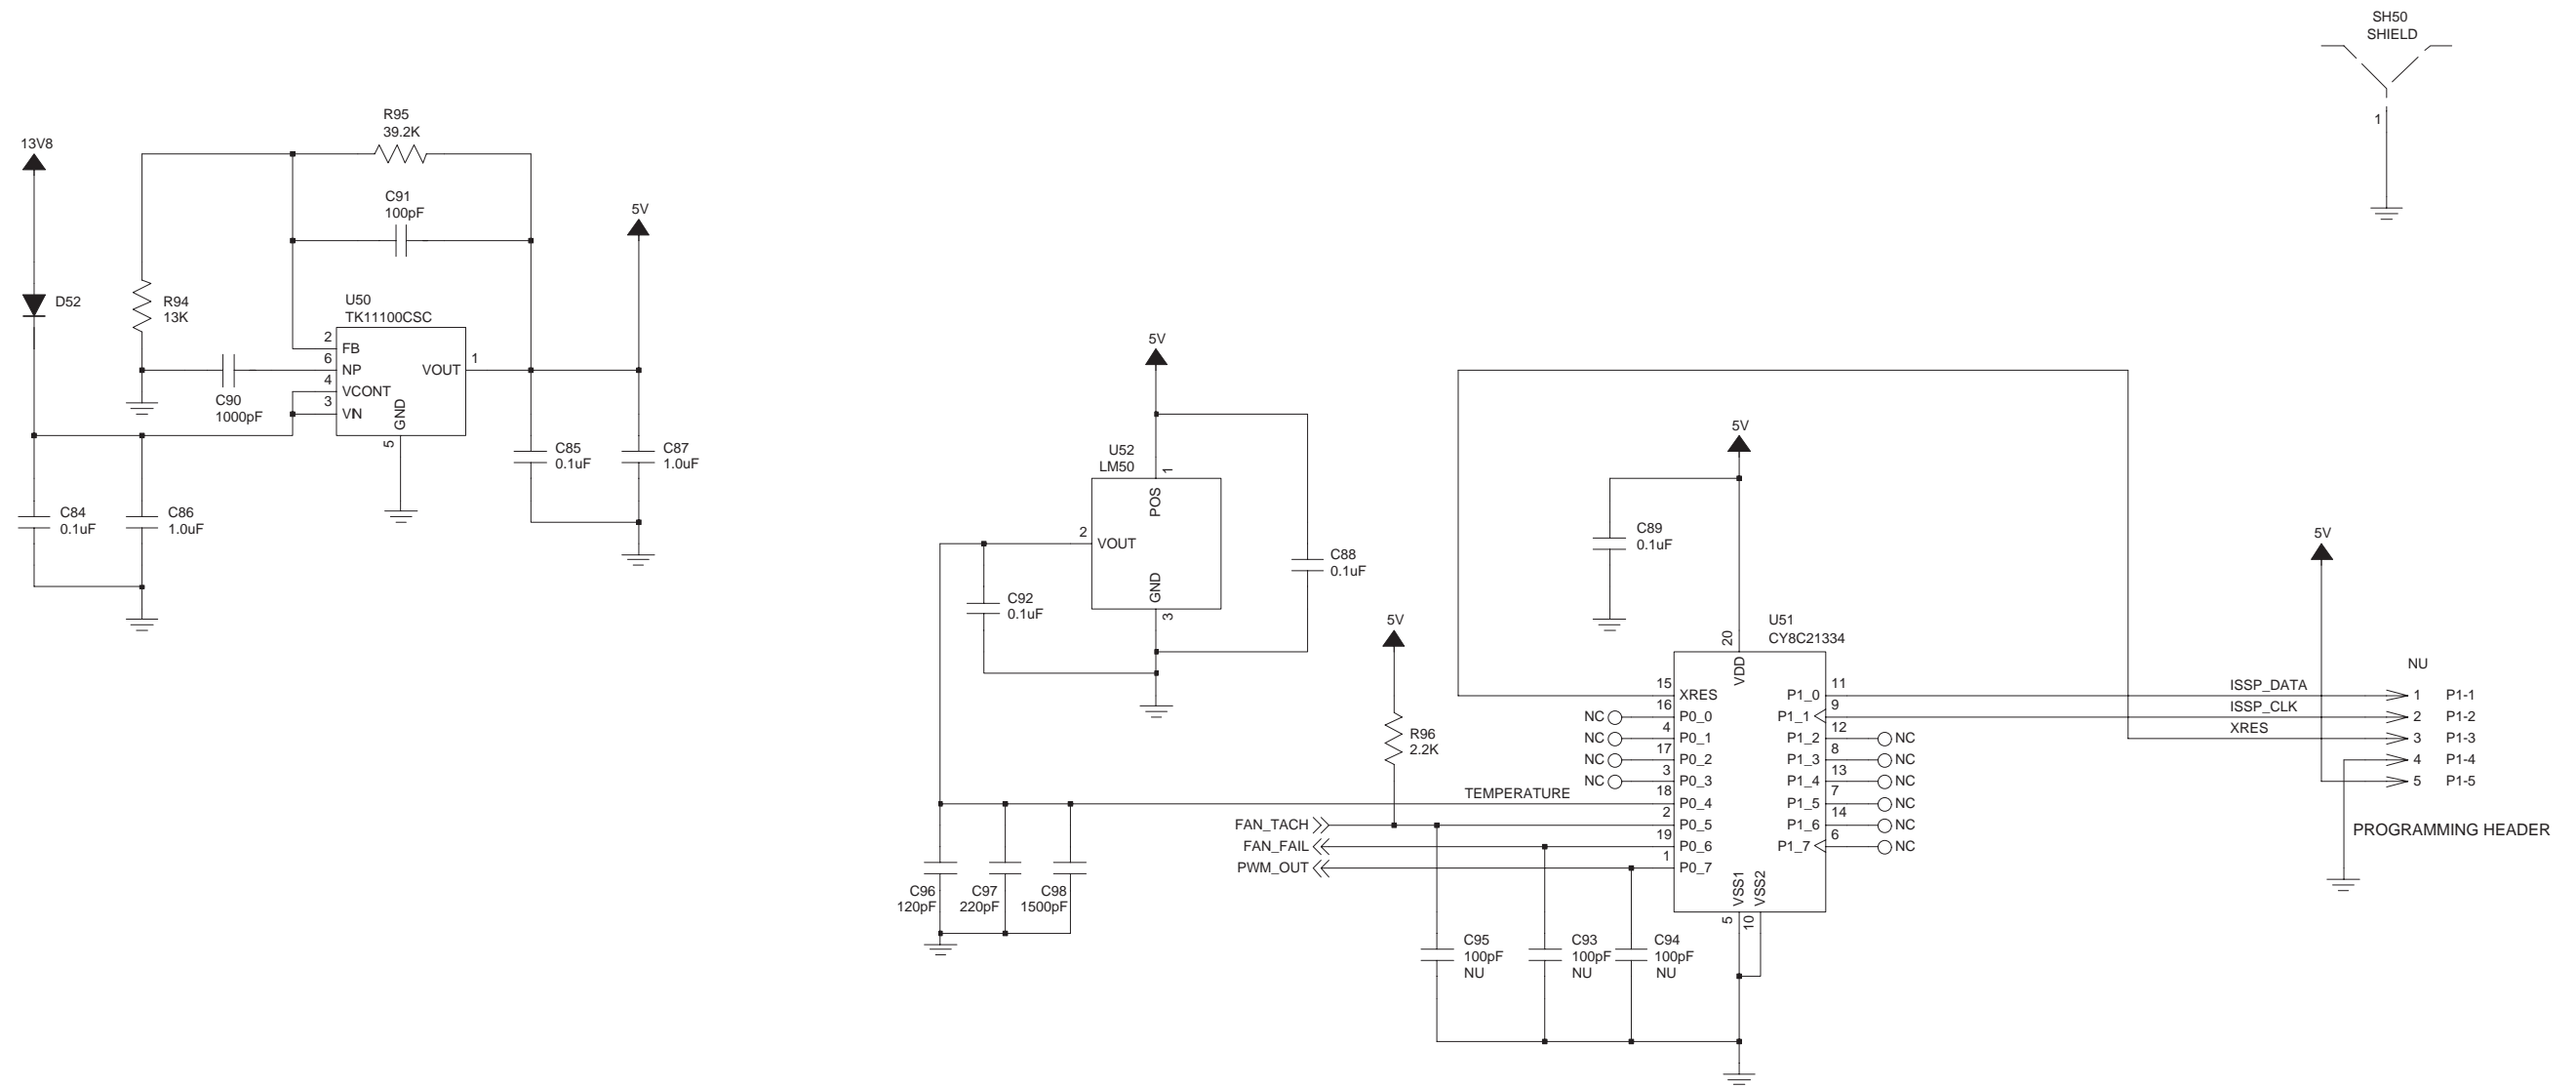 SH50
SHIELD
1
13V8
D52
R95
39.2K
C91
100pF
R94
13K
5V
U50
TK11100CSC
2
FB
6
NP
4
VCONT
3
VIN
GND
5
VOUT
1
C90
1000pF
C84
0.1uF
C86
1.0uF
C85
0.1uF
C87
1.0uF
5V
U52
LM50
1
POS
2
VOUT
GND
3
C92
0.1uF
C88
0.1uF
5V
R96
2.2K
5V
C89
0.1uF
U51
CY8C21334
20
VDD
15
XRES
NC
16
P0_0
NC
4
P0_1
NC
17
P0_2
NC
3
P0_3
TEMPERATURE
18
P0_4
FAN_TACH
2
P0_5
FAN_FAIL
19
P0_6
PWM_OUT
1
P0_7
P1_0
11
P1_1
9
P1_2
12
NC
P1_3
8
NC
P1_4
13
NC
P1_5
7
NC
P1_6
14
NC
P1_7
6
NC
VSS1
VSS2
5
10
C96
120pF
C97
220pF
C98
1500pF
C95
100pF
NU
C93
100pF
NU
C94
100pF
NU
5V
NU
ISSP_DATA
1 P1-1
ISSP_CLK
2 P1-2
XRES
3 P1-3
4 P1-4
5 P1-5
PROGRAMMING HEADER